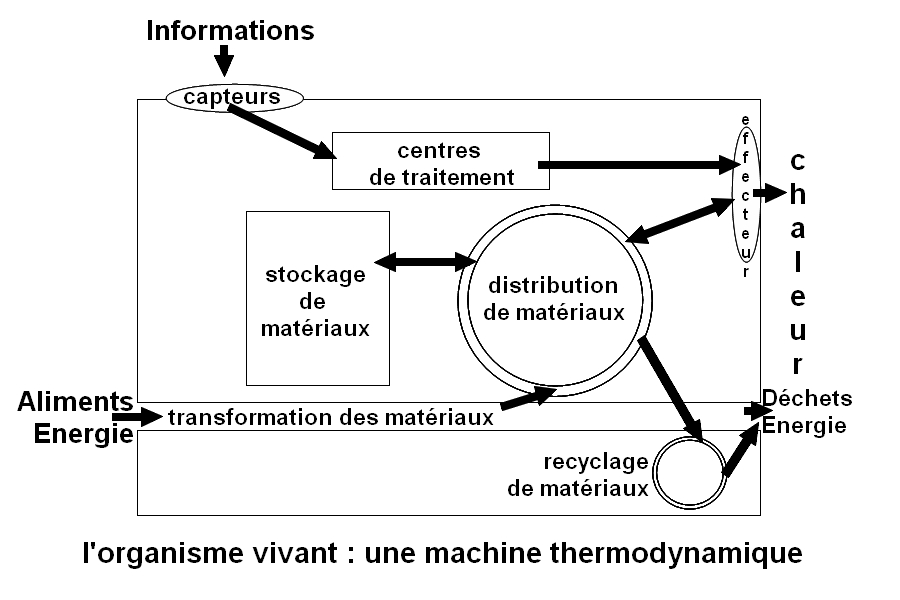 Informations
capteurs
centres
de traitement
effecteur
chaleur
stockage
de
matériaux
distribution
de matériaux
Aliments
Energie
transformation des matériaux
Déchets
Energie
recyclage
de matériaux
l'organisme vivant : une machine thermodynamique